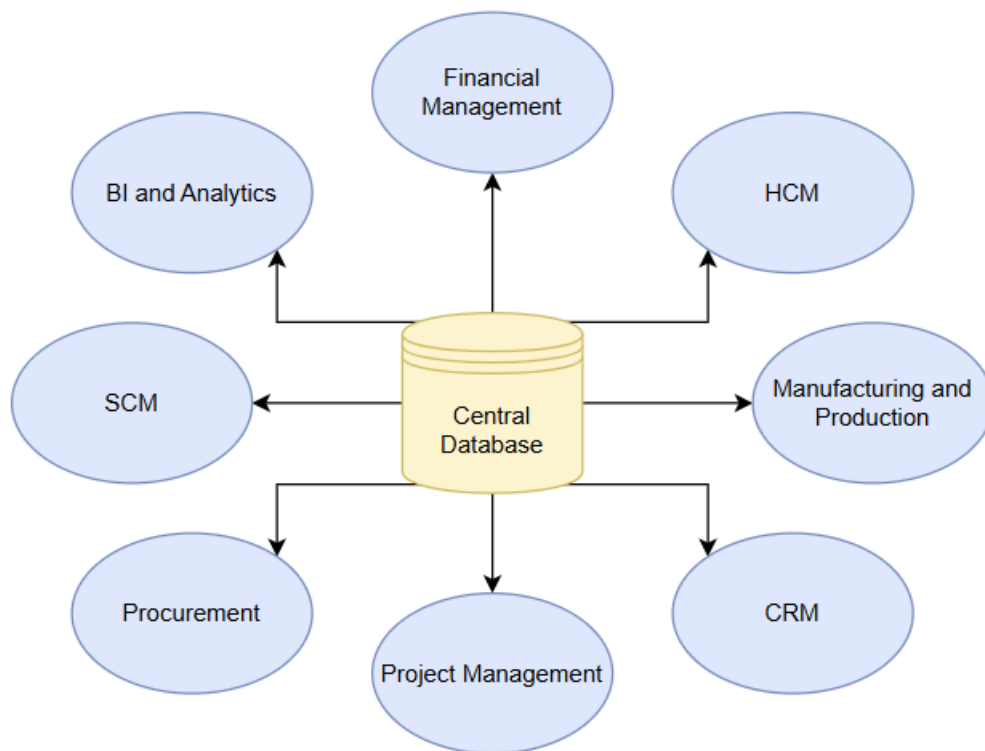 Financial
Management
BI and Analytics
HCM
SCM
Central
Database
Manufacturing and
Production
Procurement
Project Management
CRM